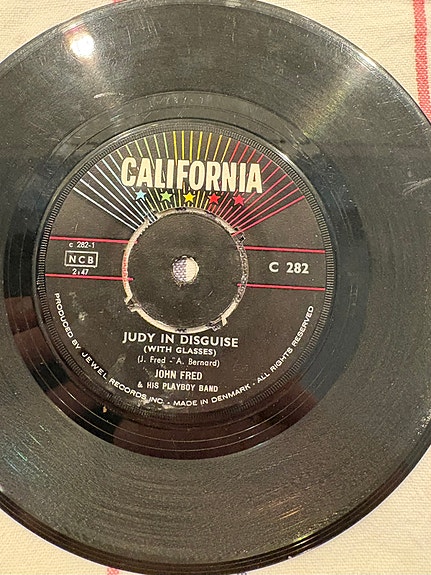 CALIFORNIA
c 282-1
NCB
2:47
C 282
JUDY IN DISGUISE
(WITH GLASSES)
(J. Fred - A. Bernard)
JOHN FRED
& HIS PLAYBOY BAND
PRODUCED BY JEWEL RECORDS INC. - MADE IN DENMARK - ALL RIGHTS RESERVED